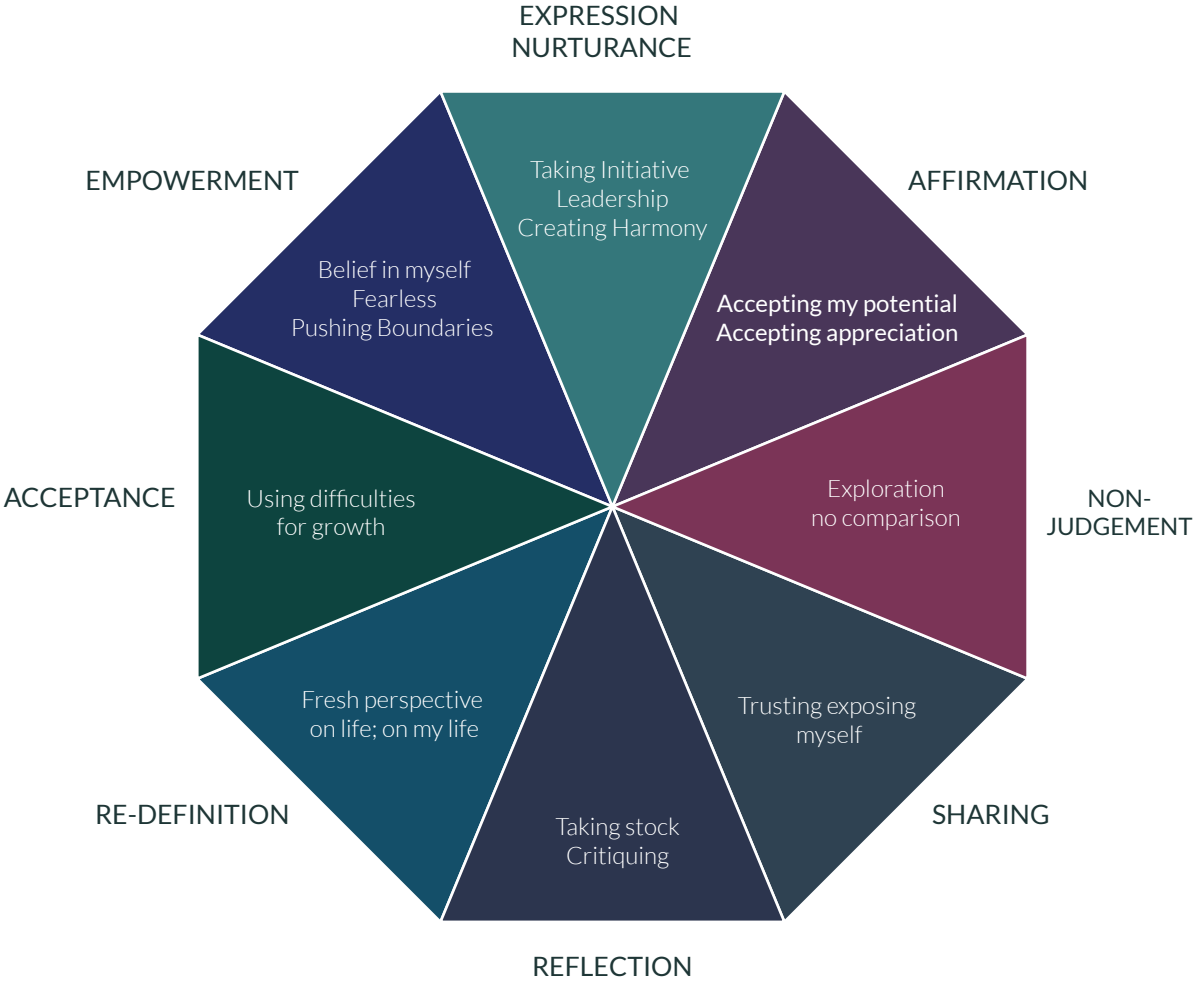 EXPRESSION
NURTURANCE
Taking Initiative
Leadership
Creating Harmony
AFFIRMATION
Accepting my potential
Accepting appreciation
NON-
JUDGEMENT
Exploration
no comparison
SHARING
Trusting exposing
myself
REFLECTION
Taking stock
Critiquing
RE-DEFINITION
Fresh perspective
on life; on my life
ACCEPTANCE
Using difficulties
for growth
EMPOWERMENT
Belief in myself
Fearless
Pushing Boundaries